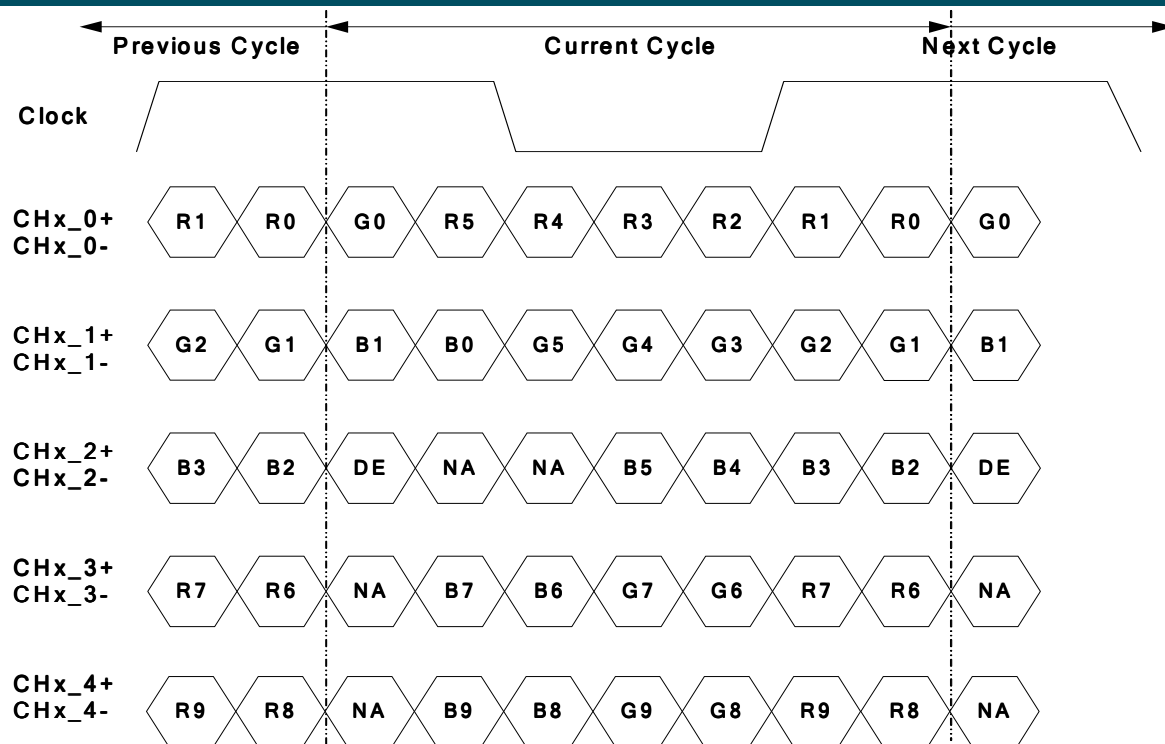 Previous Cycle Current Cycle Next Cycle
Clock
CHx_0+ R1 R0 G0 R5 R4 R3 R2 R1 R0 G0
CHx_0-
CHx_1+ G2 G1 B1 B0 G5 G4 G3 G2 G1 B1
CHx_1-
CHx_2+ B3 B2 DE NA NA B5 B4 B3 B2 DE
CHx_2-
CHx_3+ R7 R6 NA B7 B6 G7 G6 R7 R6 NA
CHx_3-
CHx_4+ R9 R8 NA B9 B8 G9 G8 R9 R8 NA
CHx_4-